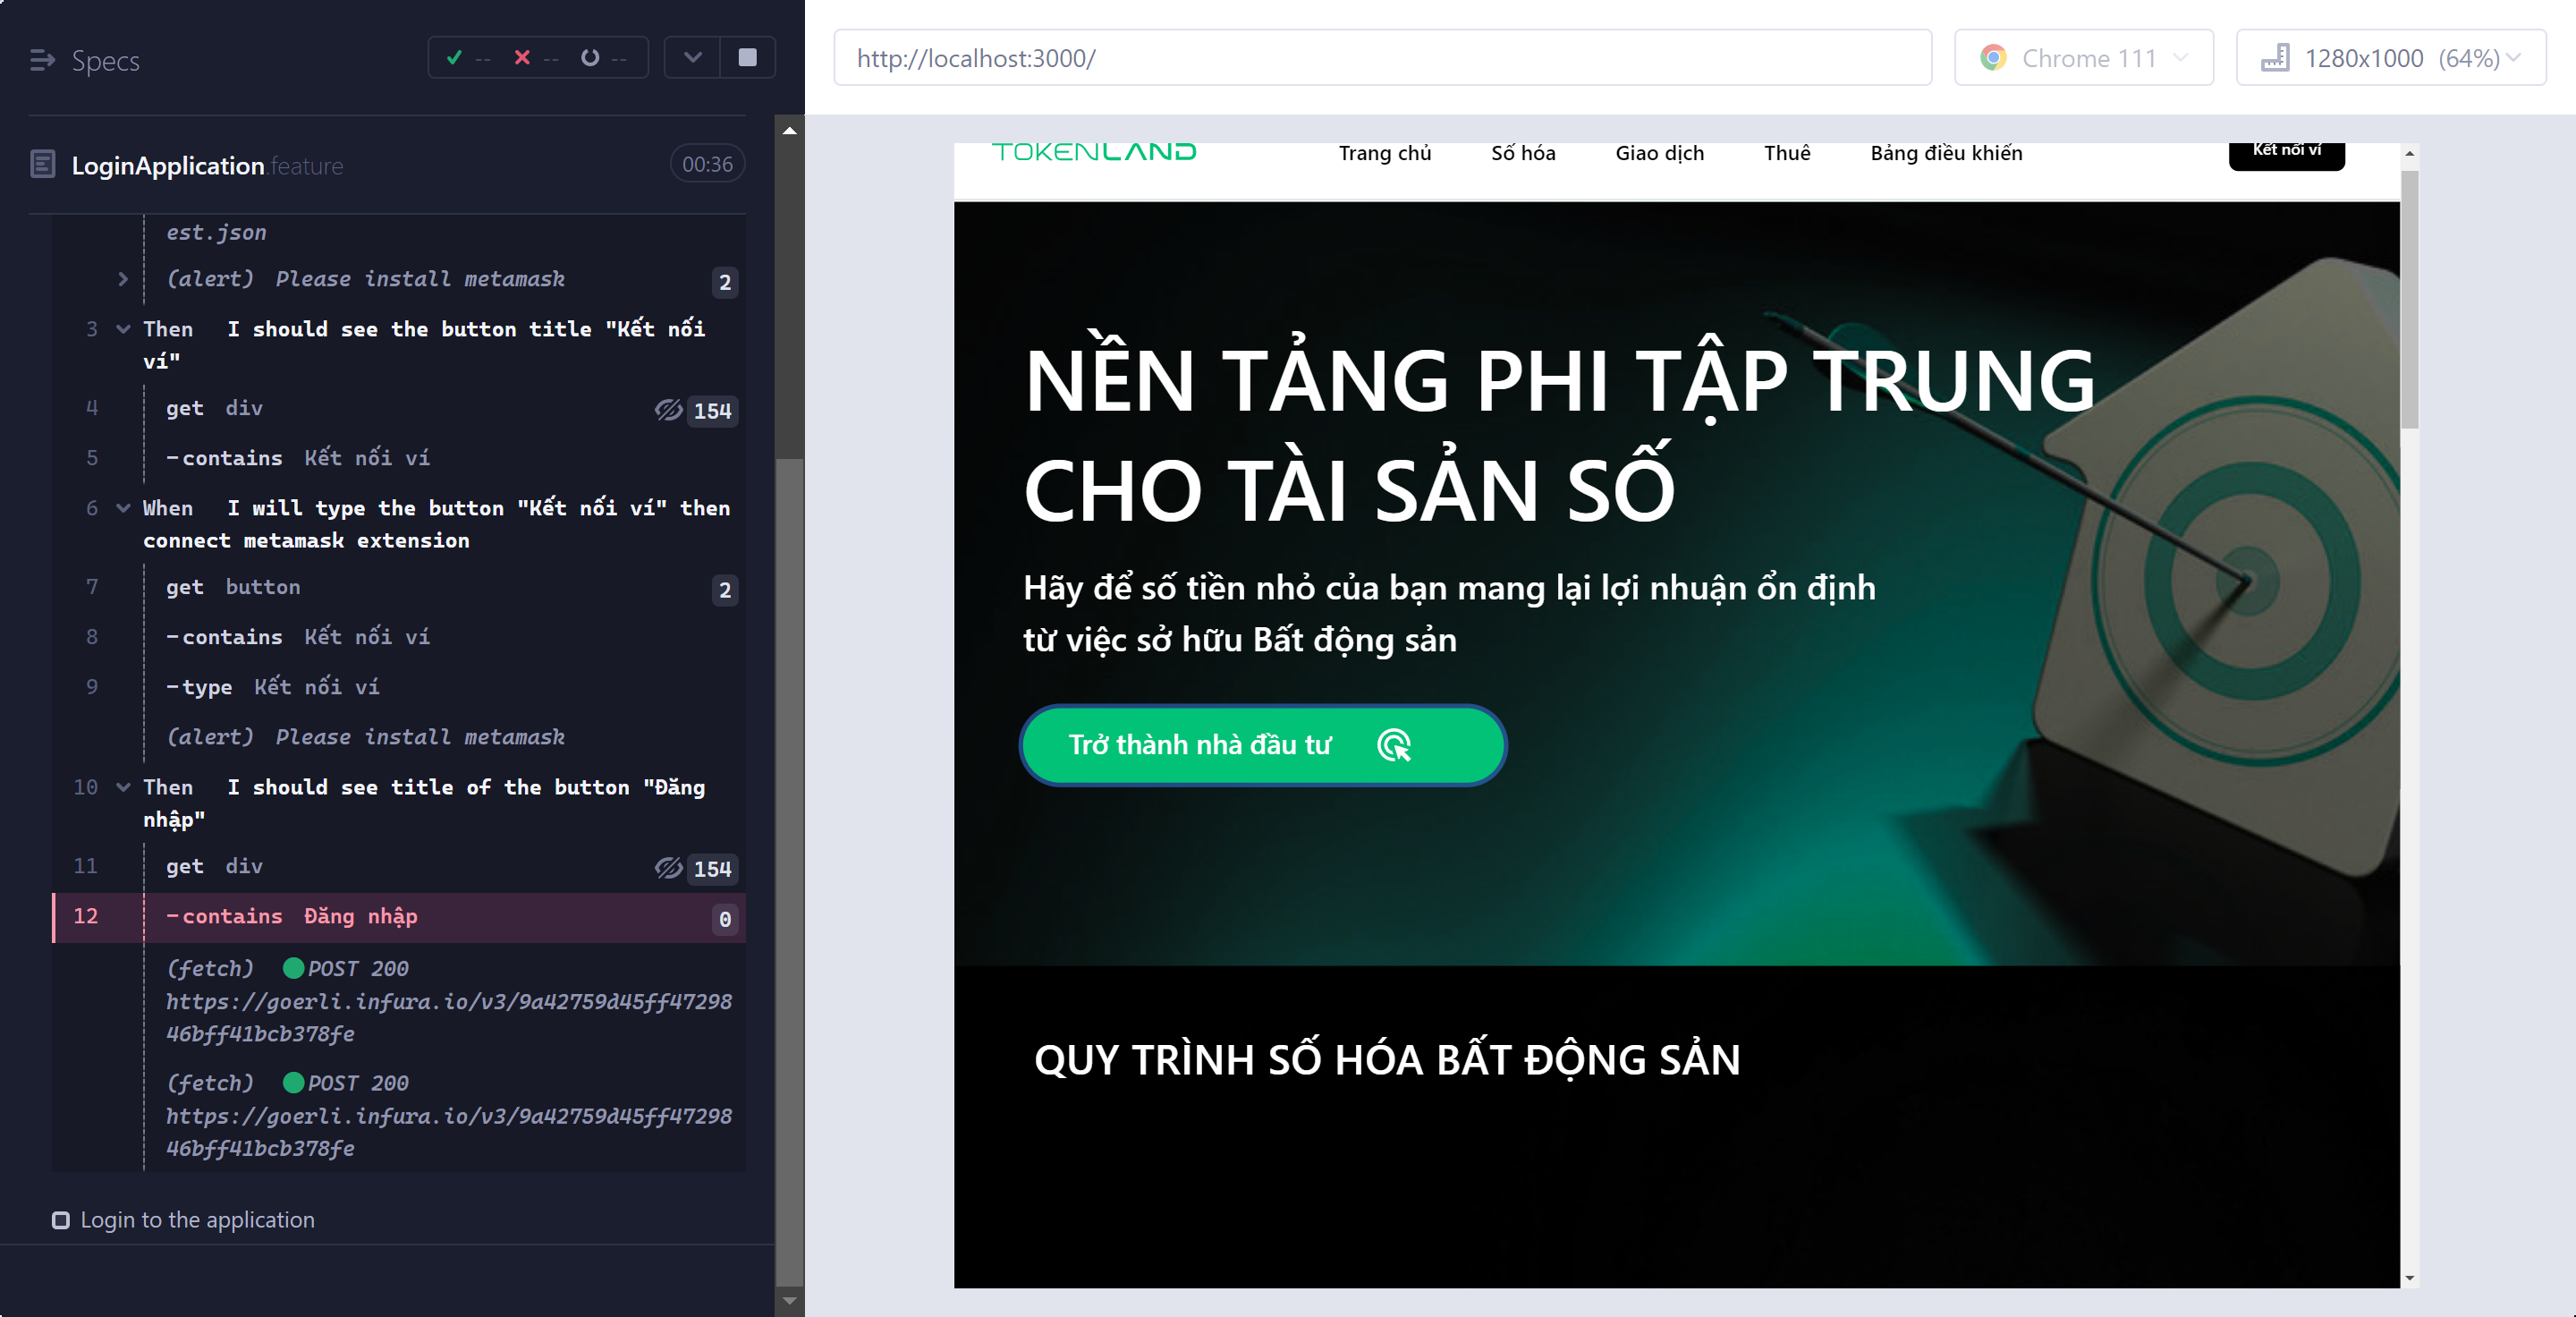 Specs
-- -- --
LoginApplication.feature
00:36
est.json
(alert) Please install metamask 2
3 Then I should see the button title "Kết nối
ví"
4 get div 154
5 -contains Kết nối ví
6 When I will type the button "Kết nối ví" then
connect metamask extension
7 get button 2
8 -contains Kết nối ví
9 -type Kết nối ví
(alert) Please install metamask
10 Then I should see title of the button "Đăng
nhập"
11 get div 154
12 -contains Đăng nhập 0
(fetch) POST 200
https://goerli.infura.io/v3/9a42759d45ff47298
46bff41bcb378fe
(fetch) POST 200
https://goerli.infura.io/v3/9a42759d45ff47298
46bff41bcb378fe
Login to the application
http://localhost:3000/
Chrome 111
1280x1000 (64%)
TOKENLAND
Trang chủ Số hóa Giao dịch Thuê Bảng điều khiến
Kết nối ví
NỀN TẢNG PHI TẬP TRUNG
CHO TÀI SẢN SỐ
Hãy để số tiền nhỏ của bạn mang lại lợi nhuận ổn định
từ việc sở hữu Bất động sản
Trở thành nhà đầu tư
QUY TRÌNH SỐ HÓA BẤT ĐỘNG SẢN